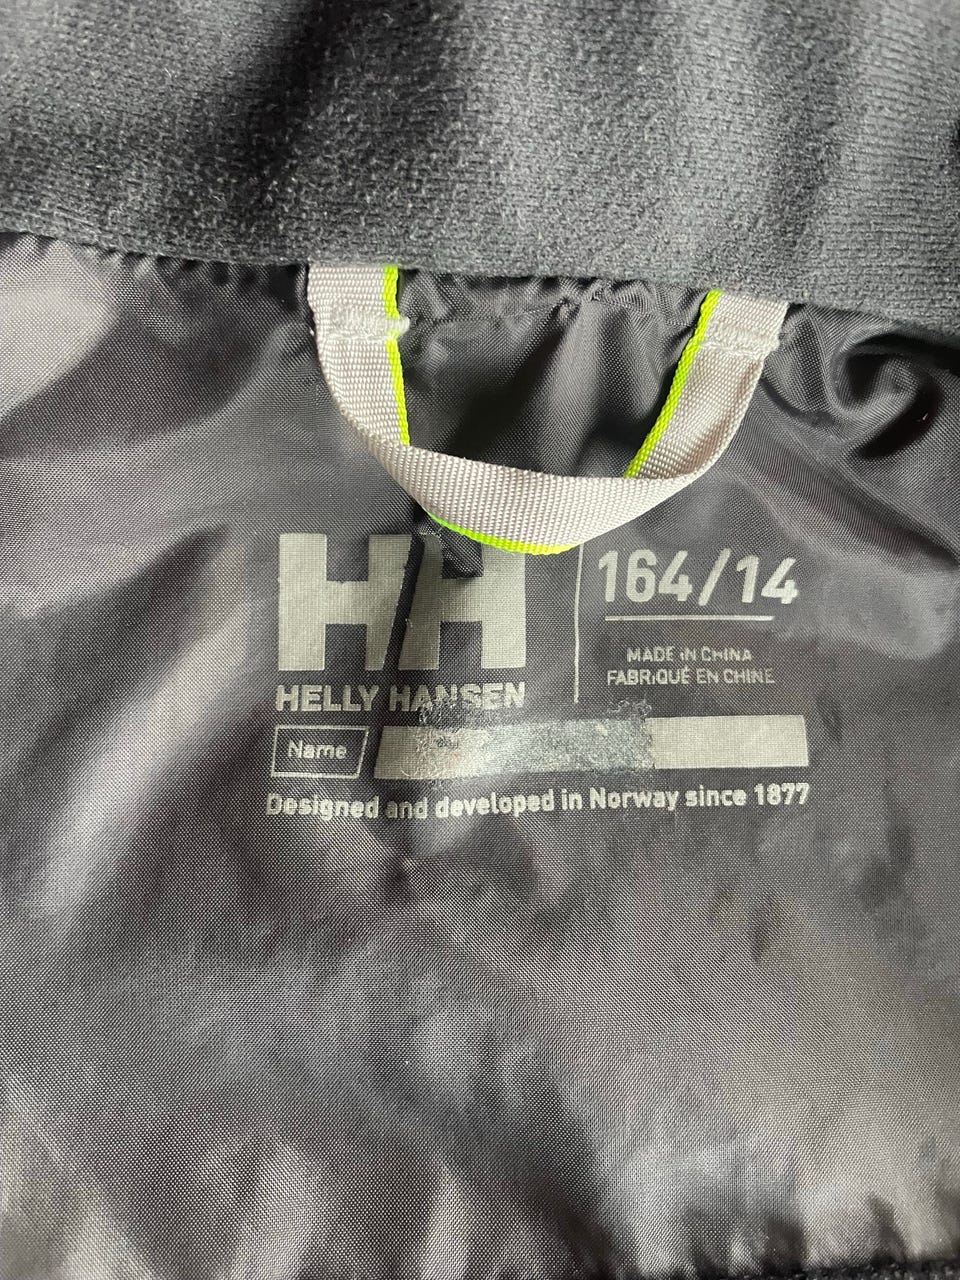 HH
HELLY HANSEN
164/14
MADE IN CHINA
FABRIQUÉ EN CHINE
Name
Designed and developed in Norway since 1877